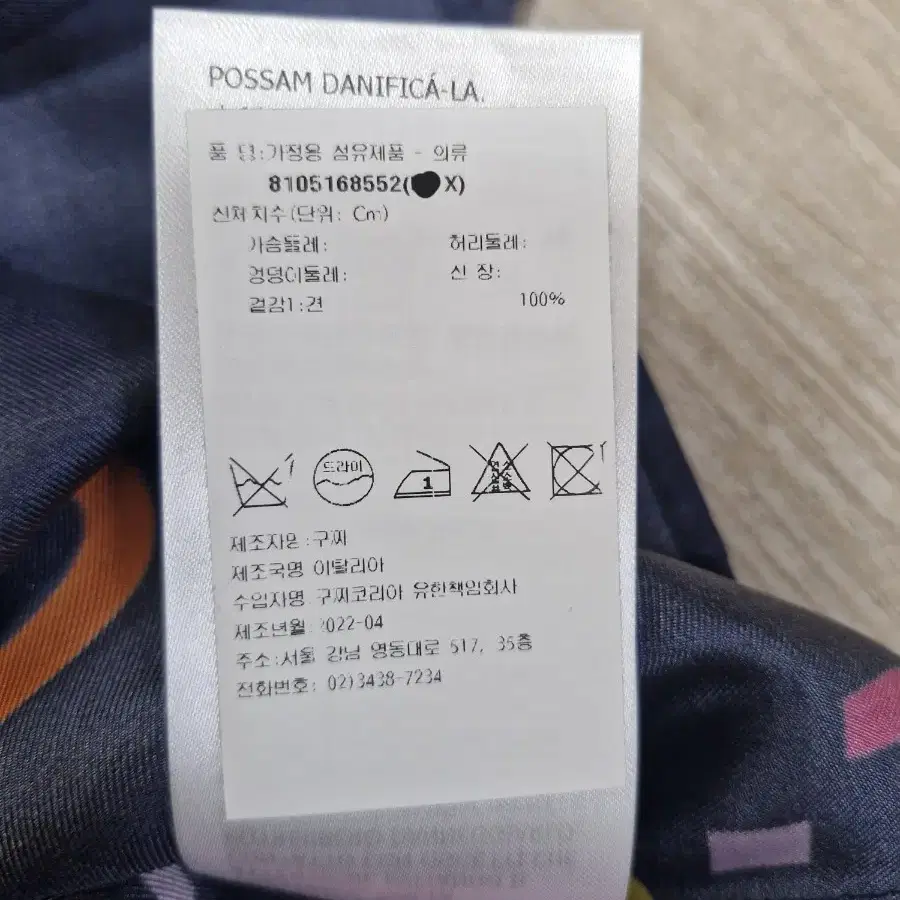 POSSAM DANIFICÁ-LA.
품 명:가정용 섬유제품 - 의류
8105168552( X)
신체치수(단위: Cm)
가슴둘레: 허리둘레:
엉덩이둘레: 신 장:
겉감1:견 100%
드라이
1
제조자명:구찌
제조국명 이탈리아
수입자명 구찌코리아 유한책임회사
제조년월 2022-04
주소:서울 강남 영동대로 517, 35층
전화번호: 02)3438-7234